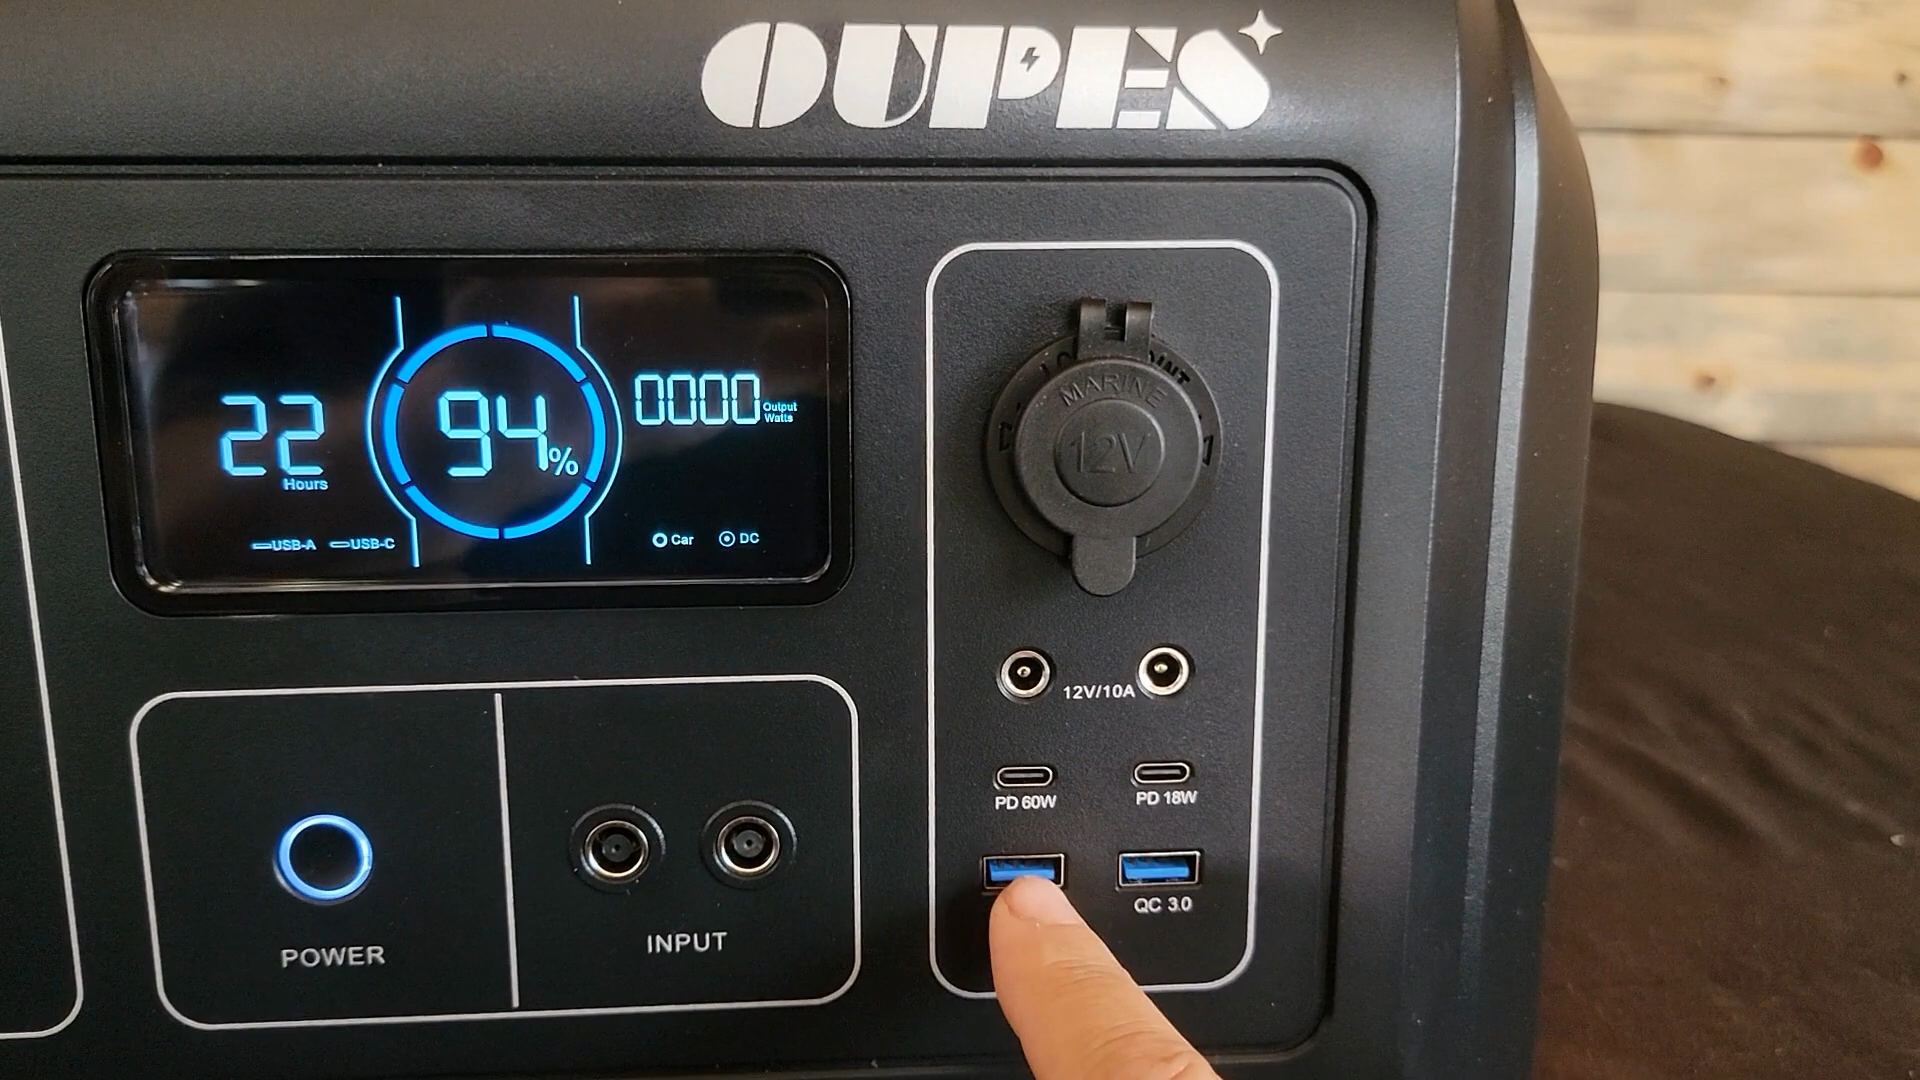 OUPES
22
Hours
94%
0000 Output
Watts
USB-A USB-C
Car DC
MARINE
12V
12V/10A
PD 60W PD 18W
QC 3.0
POWER
INPUT